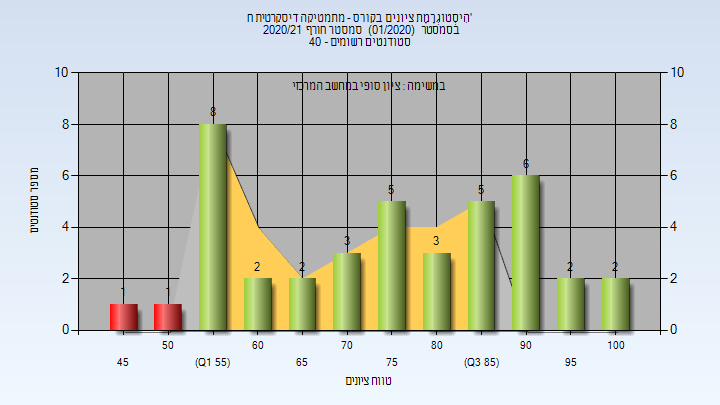 היסטוגרמת ציונים בקורס - מתמטיקה דיסקרטית ח'
בסמסטר (01/2020) סמסטר חורף 2020/21
סטודנטים רשומים - 40
במשימה : ציון סופי במחשב המרכזי
מספר סטודנטים
10 10
8 8
6 6
4 4
2 2
0 0
1 1 8 2 2 3 5 3 5 6 2 2
50 60 70 80 90 100
45 (Q1 55) 65 75 (Q3 85) 95
טווח ציונים